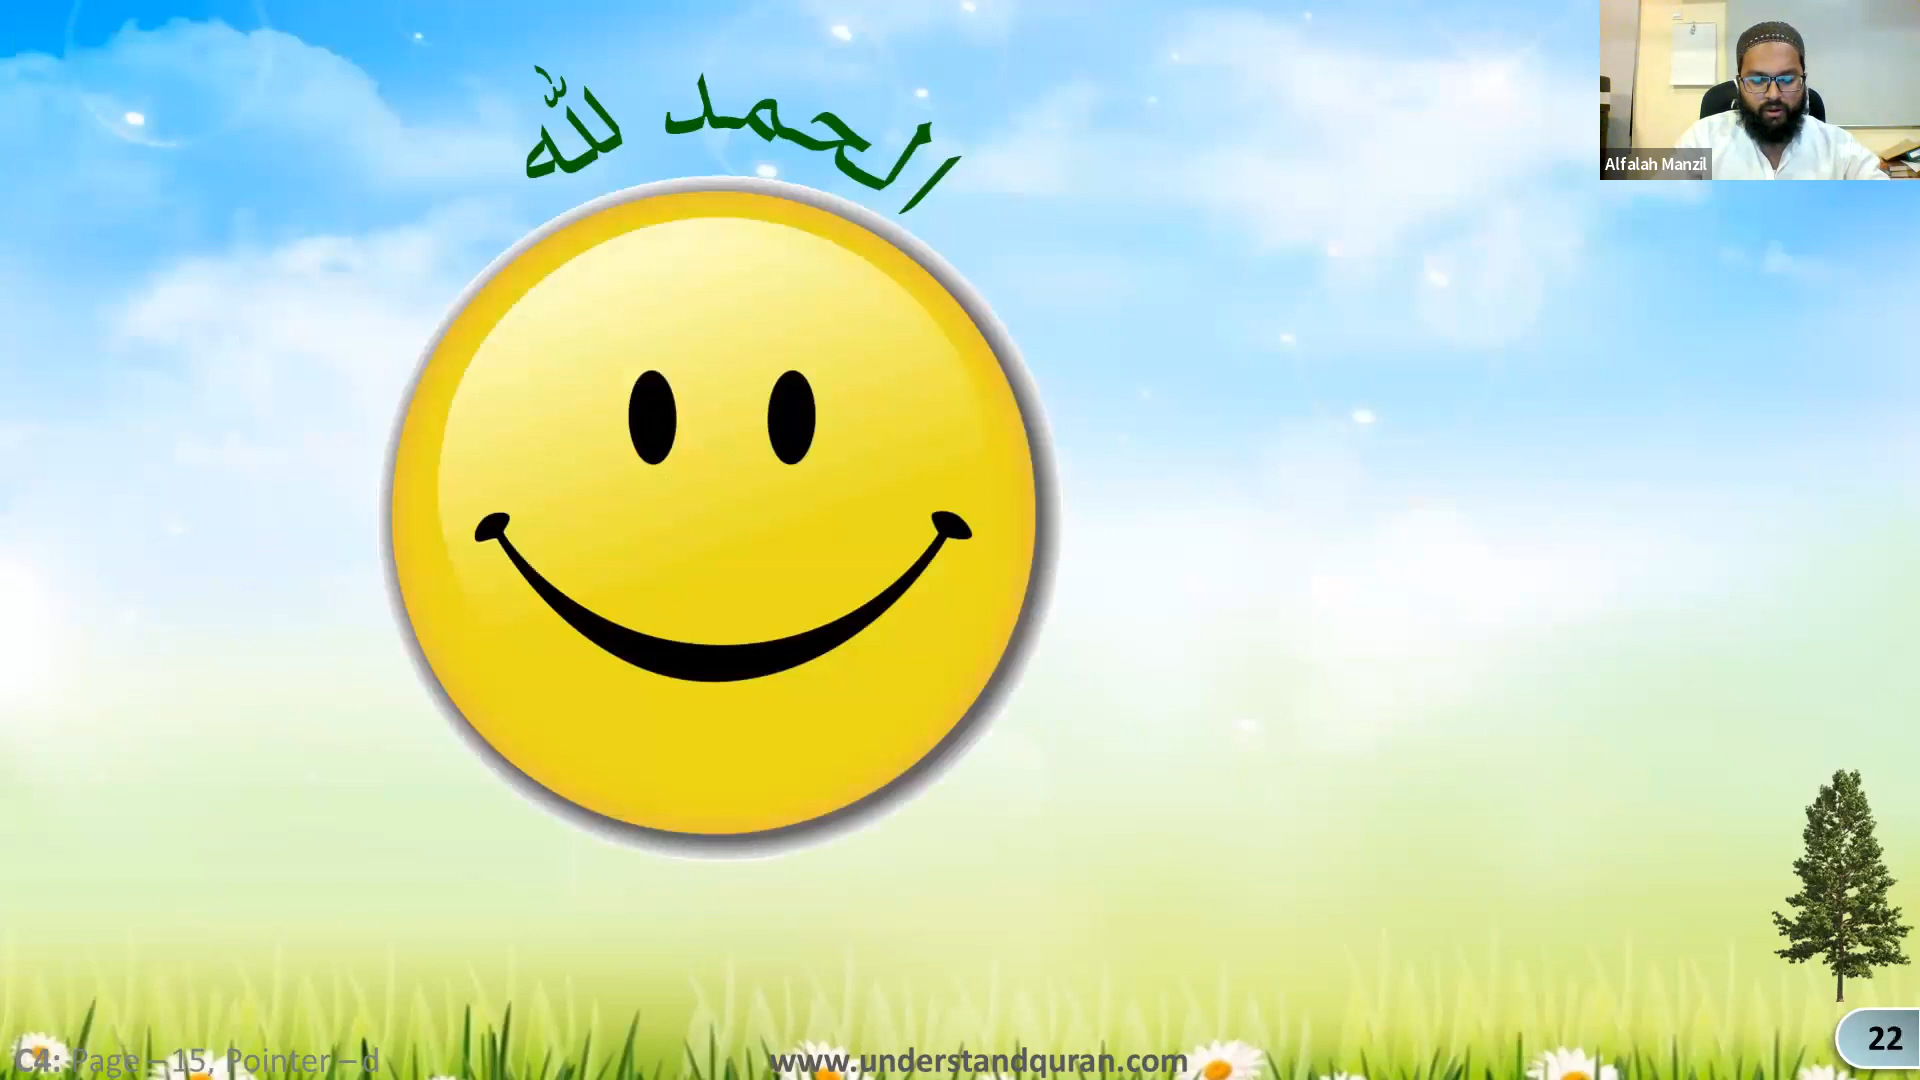 الحمد لله
Alfalah Manzil
22
C4: Page – 15, Pointer – d
www.understandquran.com